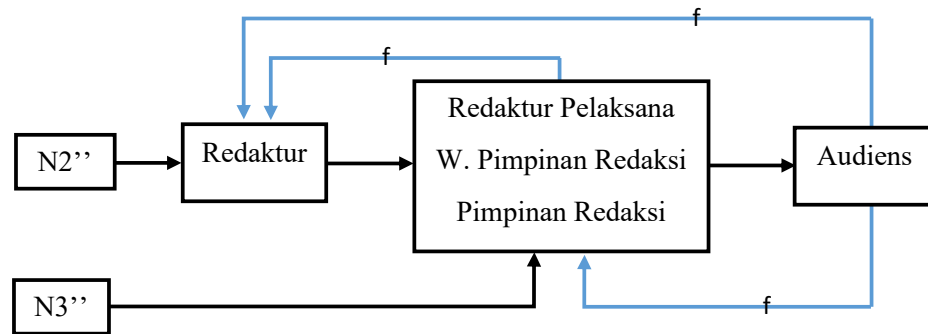 f
f
Redaktur Pelaksana
W. Pimpinan Redaksi
Pimpinan Redaksi
N2’’
Redaktur
Audiens
N3’’
f